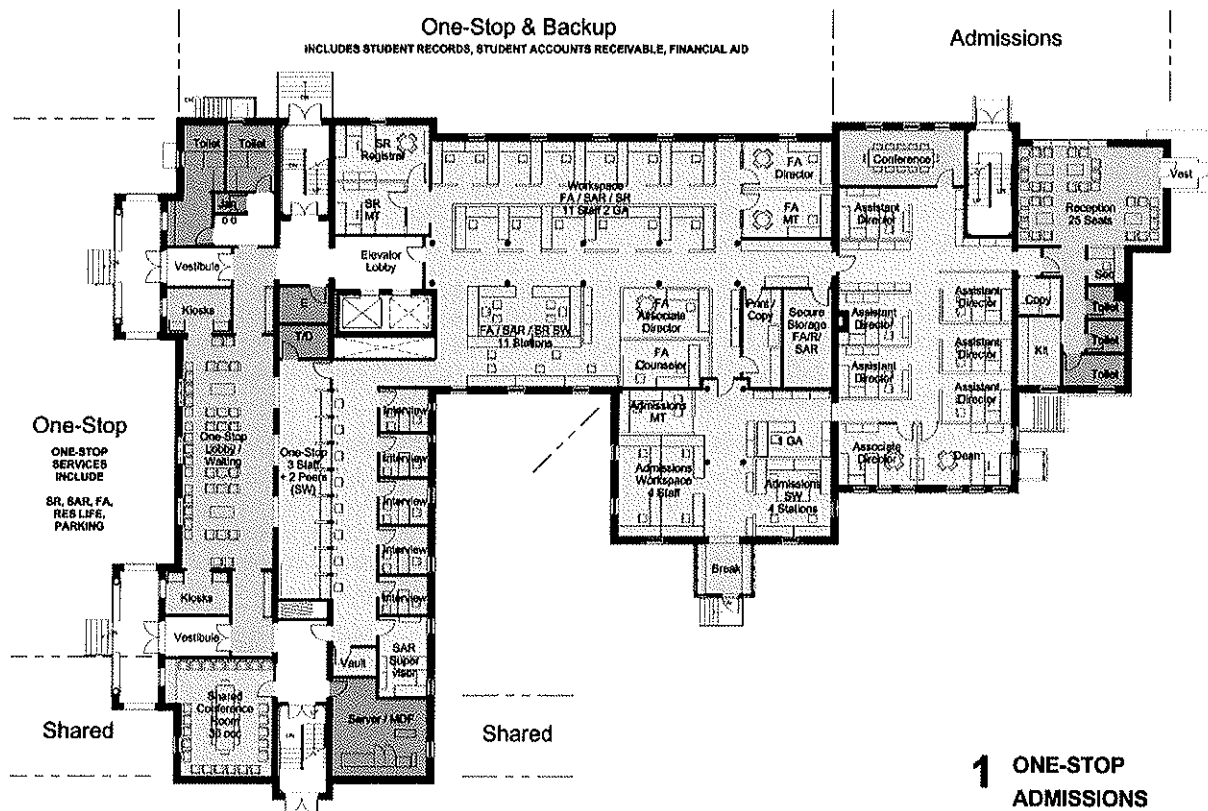 One-Stop & Backup
INCLUDES STUDENT RECORDS, STUDENT ACCOUNTS RECEIVABLE, FINANCIAL AID
Admissions
Toilet
Toilet
SR
Registrar
SR
MT
Workspace
FA / SAR / SR
11 Staff 2 GA
FA
Director
FA
MT
Conference
Assistant
Director
Reception
25 Seats
Vest
Vestibule
Elevator
Lobby
Kiosks
E
T/D
FA / SAR / SR SW
11 Stations
FA
Associate
Director
FA
Counselor
Print /
Copy
Secure
Storage
FA/R/
SAR
Assistant
Director
Assistant
Director
Assistant
Director
Assistant
Director
Assistant
Director
Sec
Copy
Kit
Toilet
Toilet
Toilet
One-Stop
ONE-STOP
SERVICES
INCLUDE
SR, SAR, FA,
RES LIFE,
PARKING
One-Stop
Lobby /
Waiting
One-Stop
3 Staff
+ 2 Peers
(SW)
Interview
Interview
Interview
Interview
Interview
Admissions
MT
GA
Admissions
Workspace
4 Staff
Admissions
SW
4 Stations
Associate
Director
Dean
Break
Kiosks
Vestibule
SAR
Super
visor
Vault
Shared
Shared
Conference
Room
30 occ
Server / MDF
Shared
1 ONE-STOP
ADMISSIONS